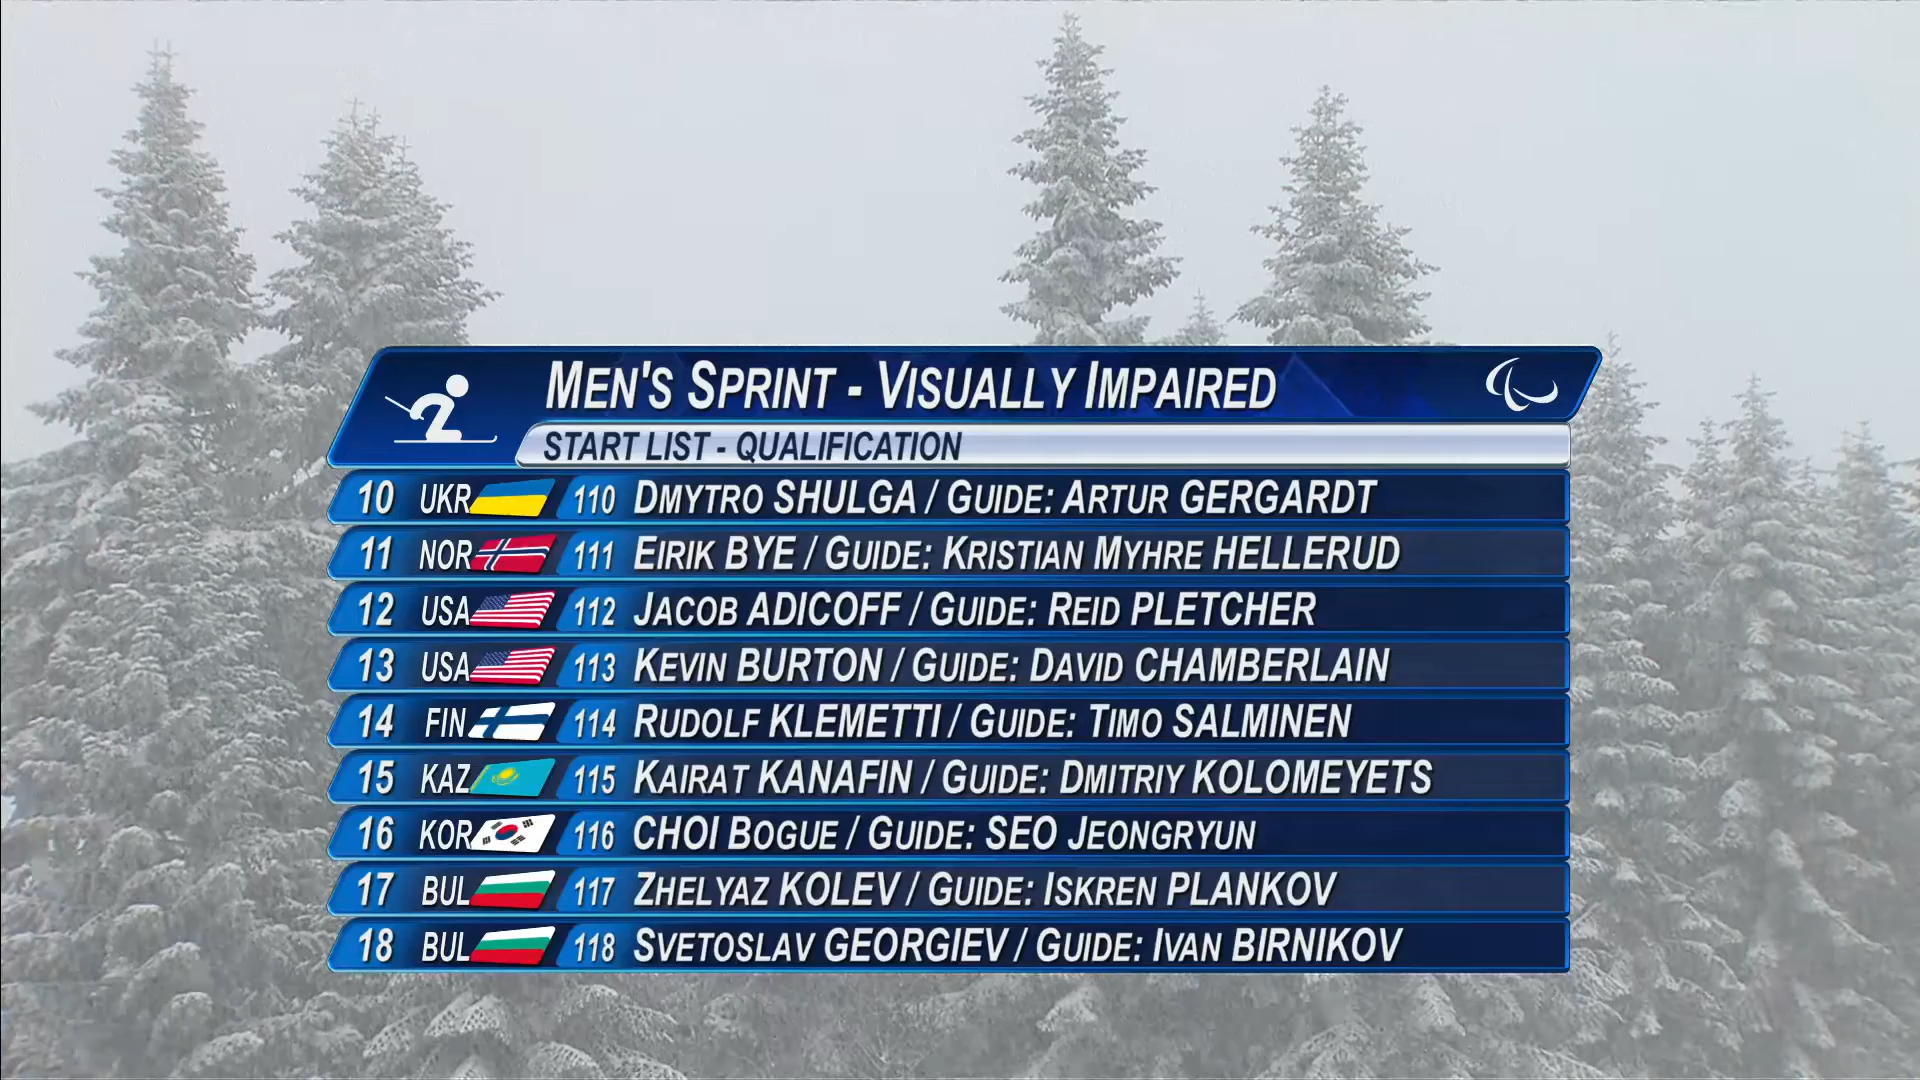 MEN'S SPRINT - VISUALLY IMPAIRED
START LIST - QUALIFICATION
10 UKR 110 DMYTRO SHULGA / GUIDE: ARTUR GERGARDT
11 NOR 111 EIRIK BYE / GUIDE: KRISTIAN MYHRE HELLERUD
12 USA 112 JACOB ADICOFF / GUIDE: REID PLETCHER
13 USA 113 KEVIN BURTON / GUIDE: DAVID CHAMBERLAIN
14 FIN 114 RUDOLF KLEMETTI / GUIDE: TIMO SALMINEN
15 KAZ 115 KAIRAT KANAFIN / GUIDE: DMITRIY KOLOMEYETS
16 KOR 116 CHOI BOGUE / GUIDE: SEO JEONGRYUN
17 BUL 117 ZHELYAZ KOLEV / GUIDE: ISKREN PLANKOV
18 BUL 118 SVETOSLAV GEORGIEV / GUIDE: IVAN BIRNIKOV